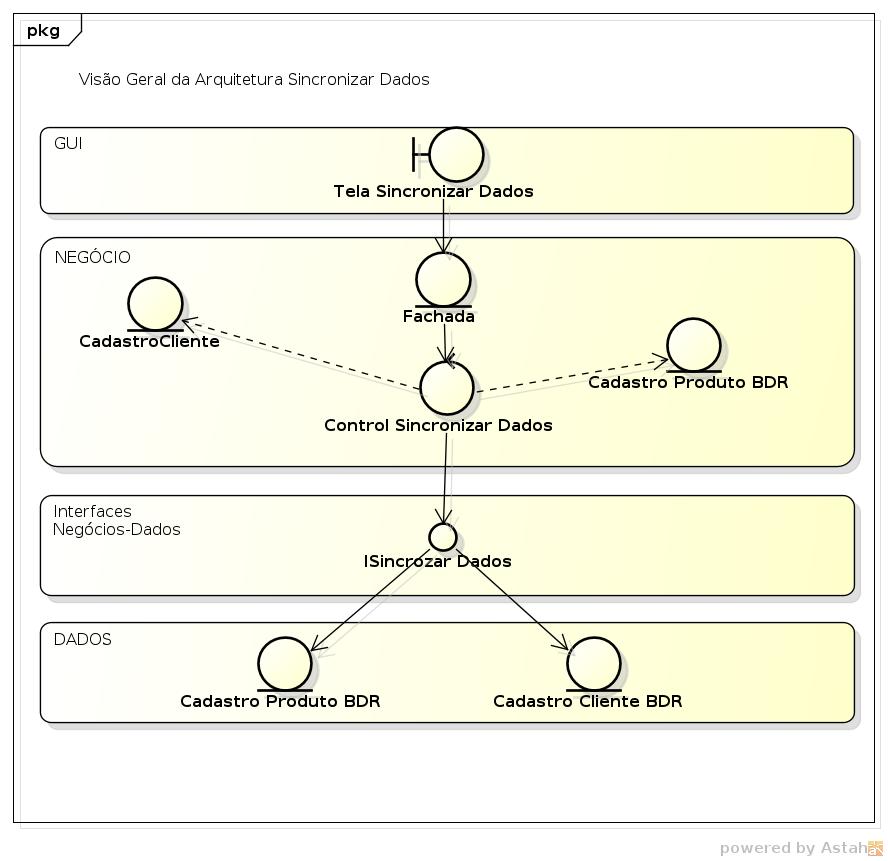 pkg
Visão Geral da Arquitetura Sincronizar Dados
GUI
Tela Sincronizar Dados
NEGÓCIO
Fachada
CadastroCliente
Cadastro Produto BDR
Control Sincronizar Dados
Interfaces
Negócios-Dados
ISincrozar Dados
DADOS
Cadastro Produto BDR
Cadastro Cliente BDR
powered by Astah